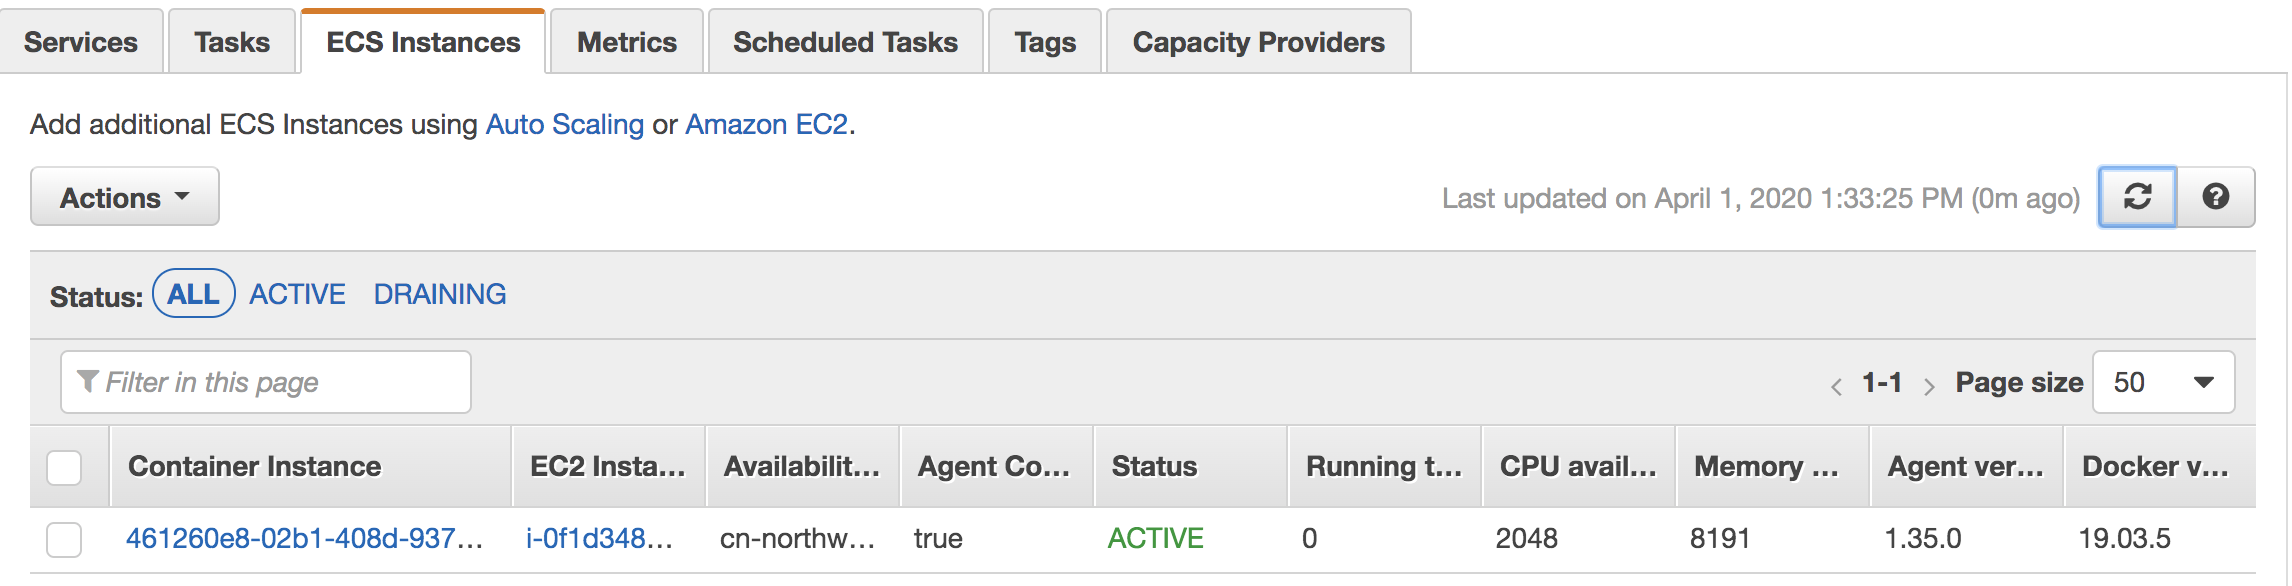 Services Tasks ECS Instances Metrics Scheduled Tasks Tags Capacity Providers
Add additional ECS Instances using Auto Scaling or Amazon EC2.
Actions Last updated on April 1, 2020 1:33:25 PM (0m ago)
Status: ALL ACTIVE DRAINING
Filter in this page < 1-1 > Page size 50
Container Instance EC2 Insta... Availabilit... Agent Co... Status Running t... CPU avail... Memory ... Agent ver... Docker v...
461260e8-02b1-408d-937... i-0f1d348... cn-northw... true ACTIVE 0 2048 8191 1.35.0 19.03.5